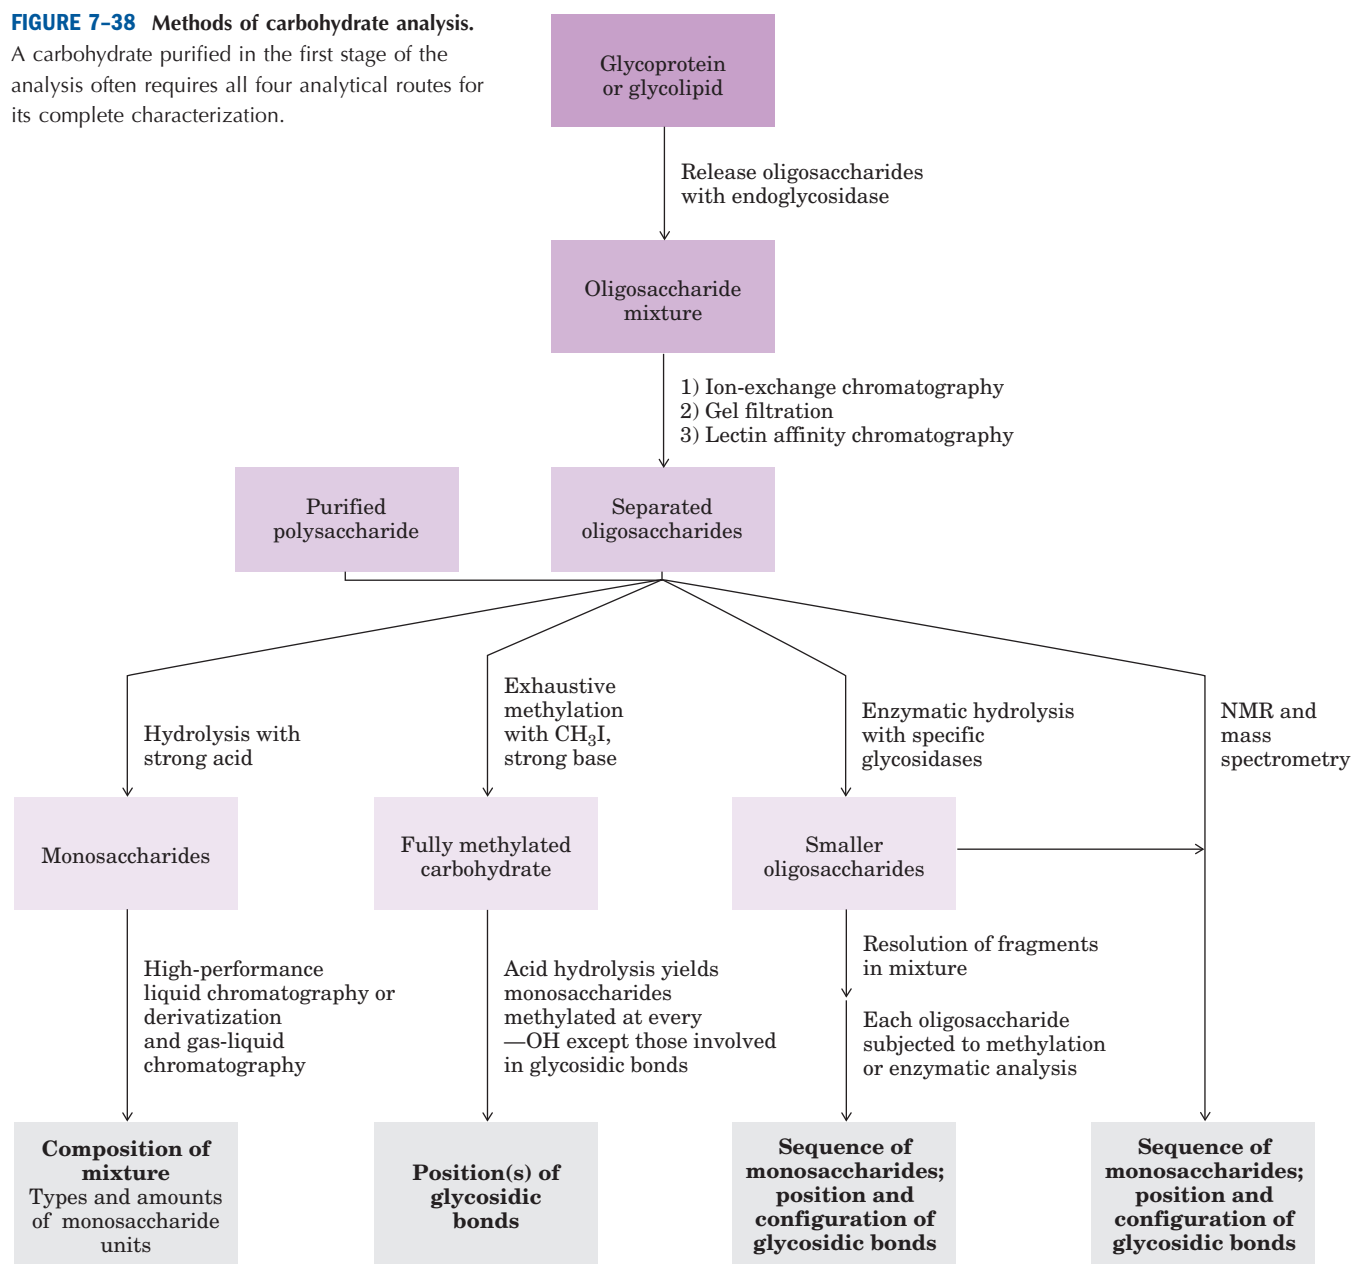 FIGURE 7–38 Methods of carbohydrate analysis.
A carbohydrate purified in the first stage of the
analysis often requires all four analytical routes for
its complete characterization.
Glycoprotein
or glycolipid
Release oligosaccharides
with endoglycosidase
Oligosaccharide
mixture
1) Ion-exchange chromatography
2) Gel filtration
3) Lectin affinity chromatography
Purified
polysaccharide
Separated
oligosaccharides
Hydrolysis with
strong acid
Exhaustive
methylation
with CH₃I,
strong base
Enzymatic hydrolysis
with specific
glycosidases
NMR and
mass
spectrometry
Monosaccharides
Fully methylated
carbohydrate
Smaller
oligosaccharides
High-performance
liquid chromatography or
derivatization
and gas-liquid
chromatography
Acid hydrolysis yields
monosaccharides
methylated at every
—OH except those involved
in glycosidic bonds
Resolution of fragments
in mixture
Each oligosaccharide
subjected to methylation
or enzymatic analysis
Composition of
mixture
Types and amounts
of monosaccharide
units
Position(s) of
glycosidic
bonds
Sequence of
monosaccharides;
position and
configuration of
glycosidic bonds
Sequence of
monosaccharides;
position and
configuration of
glycosidic bonds